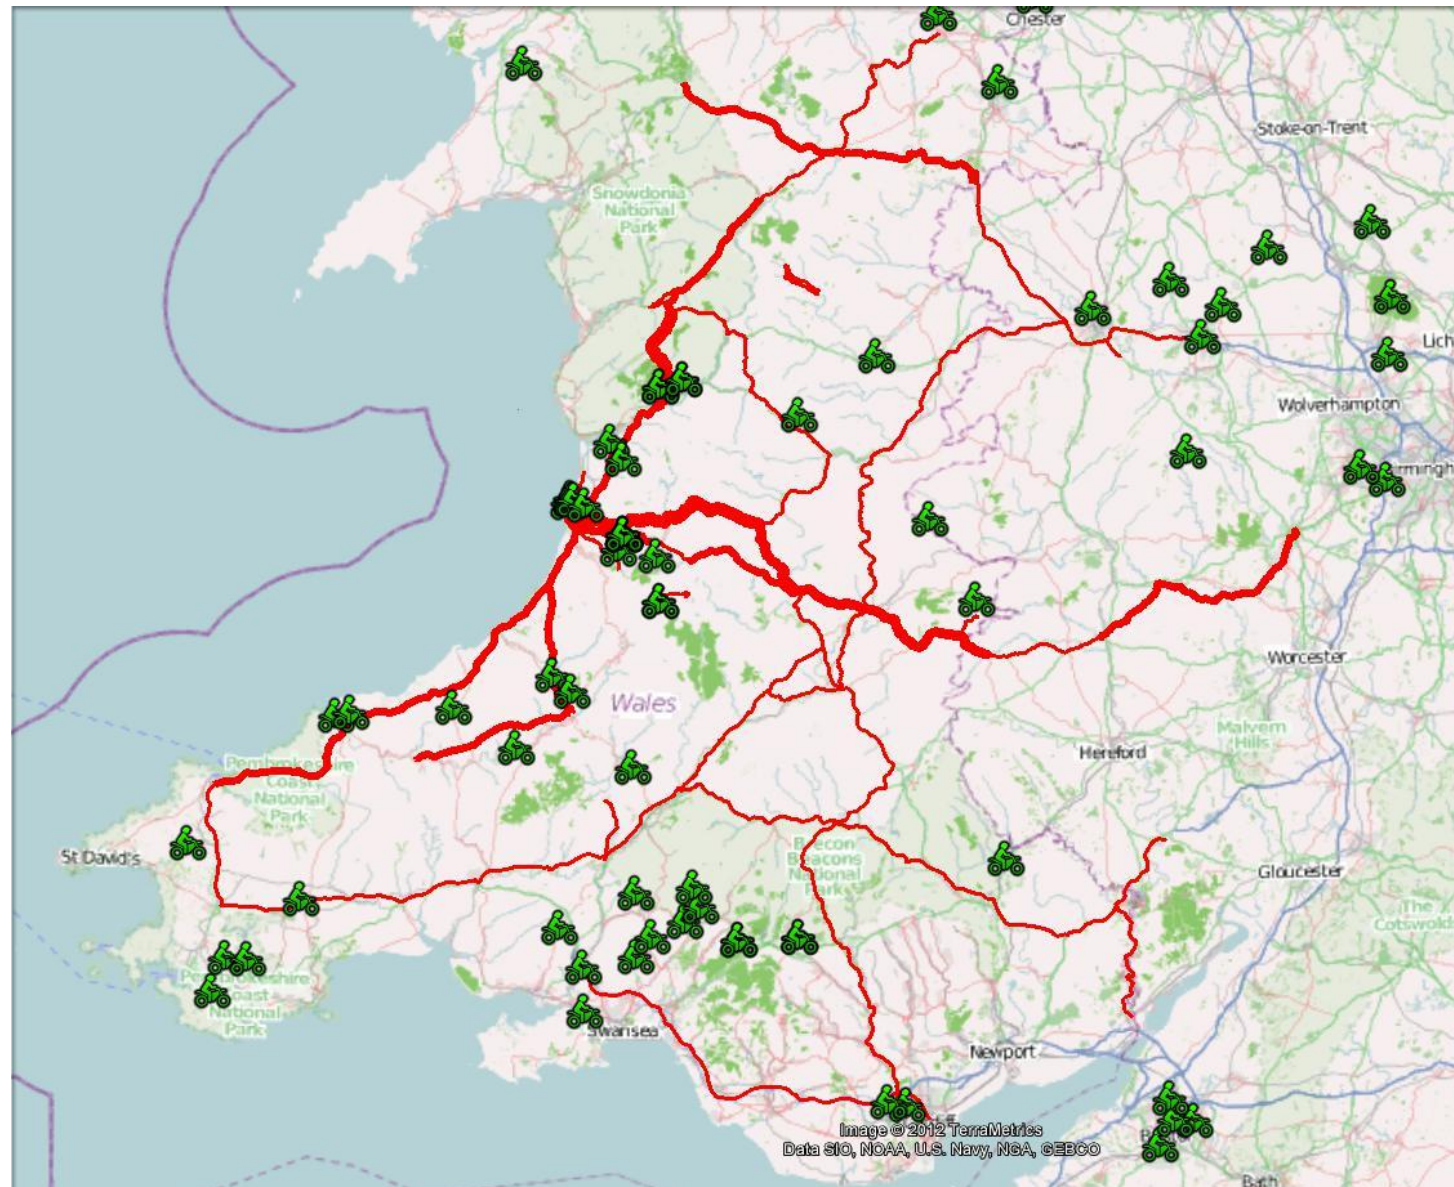 Chester
Stoke-on-Trent
Snowdonia
National
Park
Lich
Wolverhampton
rmingh
Worcester
Wales
Malvern
Hills
Hereford
Pembrokeshire
Coast
National
Park
St David's
Brecon
Beacons
National
Park
Gloucester
The
Cotswol
Pembrokeshire
Coast
National
Park
Swansea
Newport
Image © 2012 TerraMetrics
Data SIO, NOAA, U.S. Navy, NGA, GEBCO
Bath